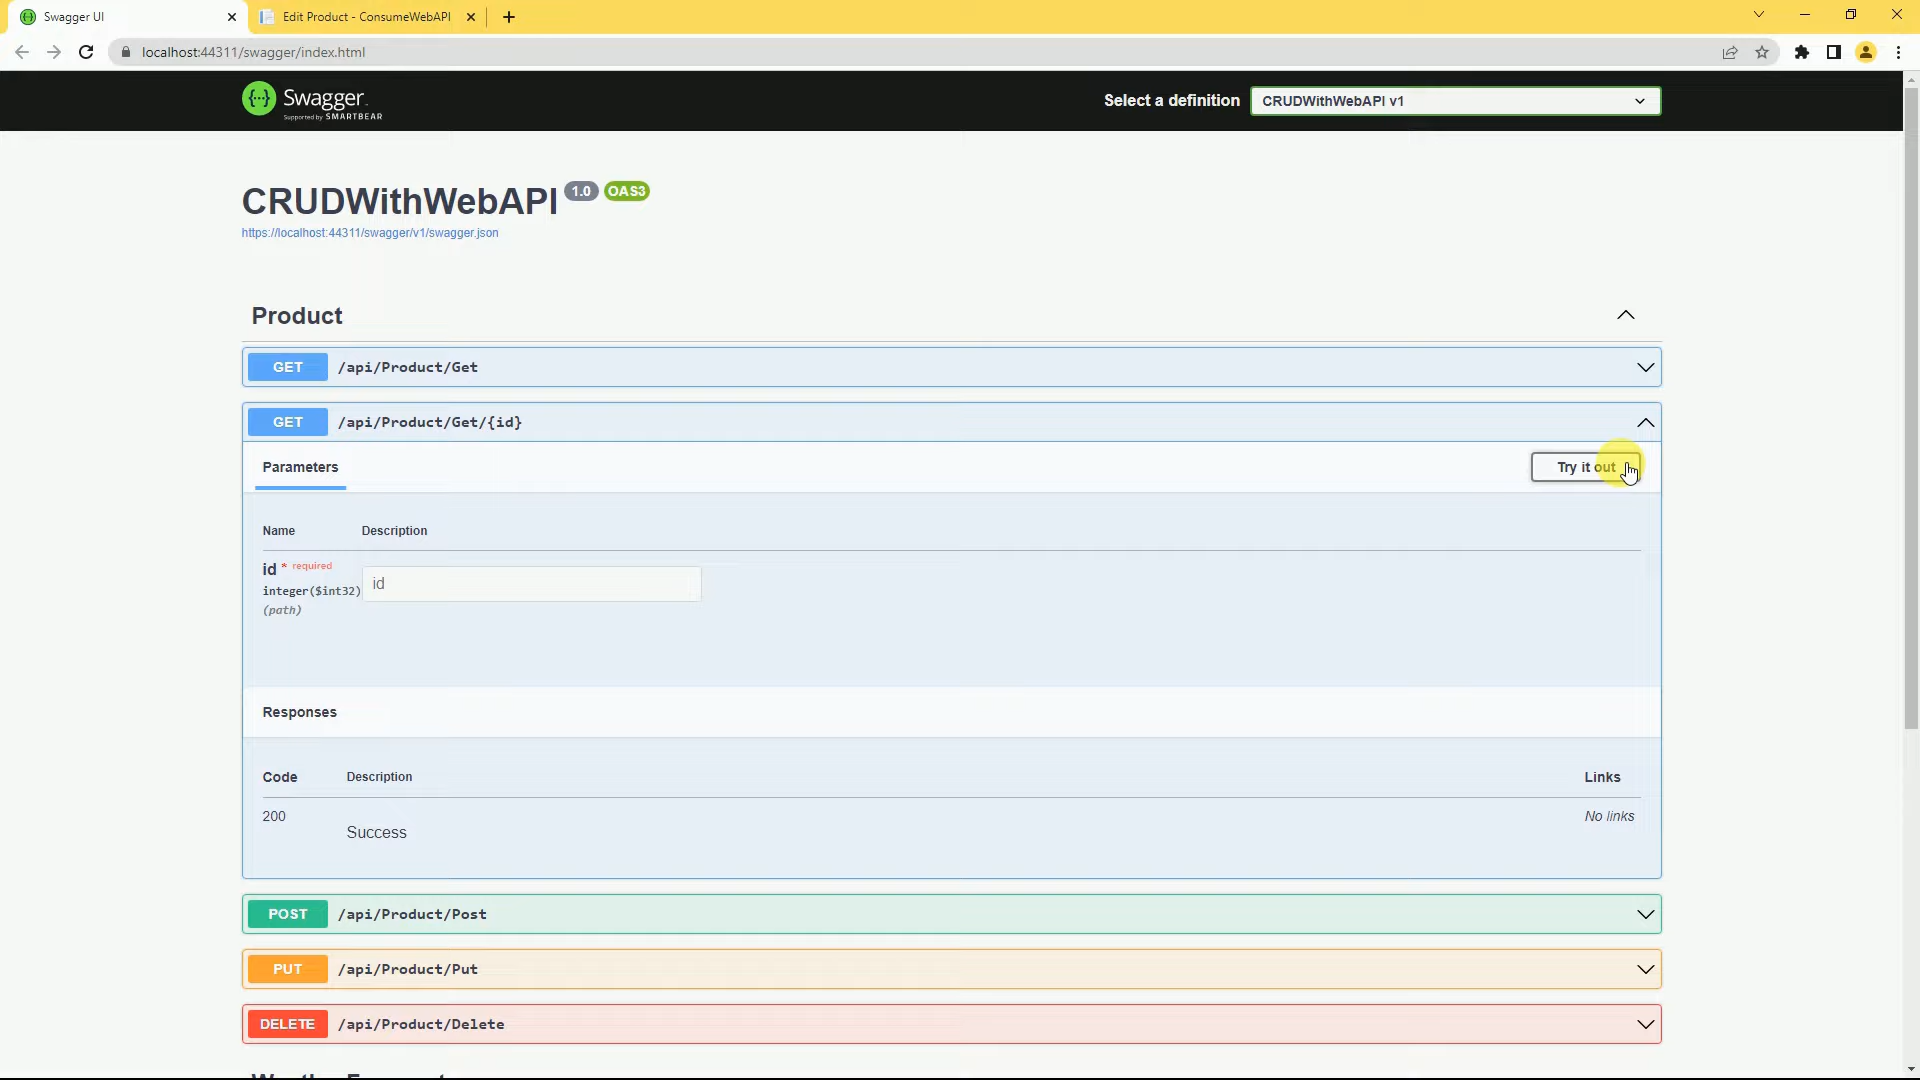 Swagger UI
Edit Product - ConsumeWebAPI
localhost:44311/swagger/index.html
Swagger
Supported by SMARTBEAR
Select a definition
CRUDWithWebAPI v1
CRUDWithWebAPI 1.0 OAS3
https://localhost:44311/swagger/v1/swagger.json
Product
GET /api/Product/Get
GET /api/Product/Get/{id}
Parameters
Try it out
Name Description
id * required
integer($int32)
(path)
id
Responses
Code Description Links
200 Success No links
POST /api/Product/Post
PUT /api/Product/Put
DELETE /api/Product/Delete